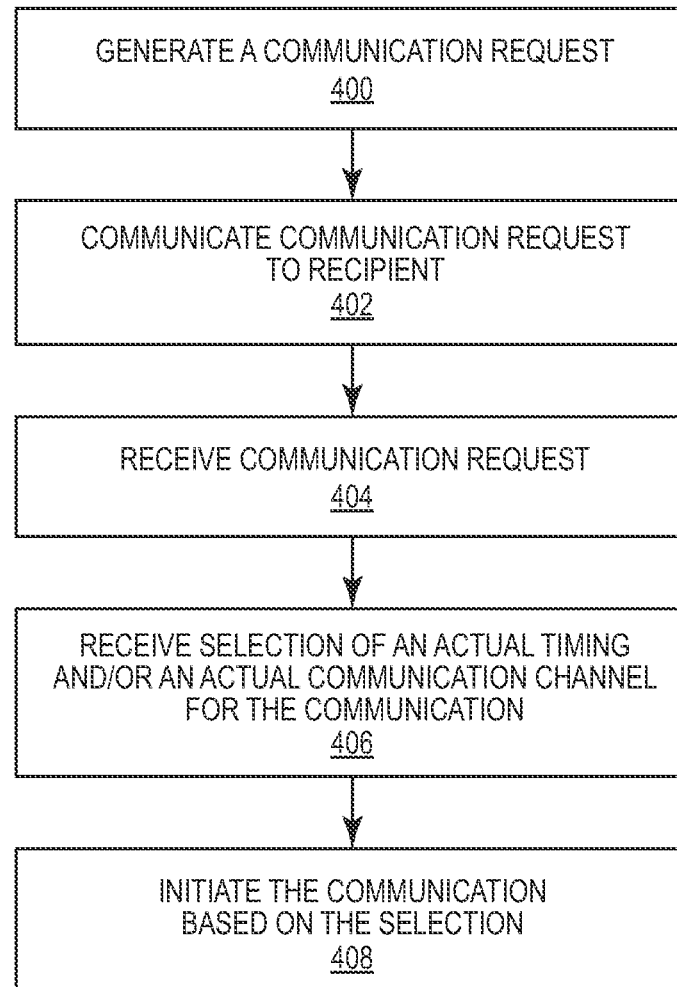 GENERATE A COMMUNICATION REQUEST
400
COMMUNICATE COMMUNICATION REQUEST
TO RECIPIENT
402
RECEIVE COMMUNICATION REQUEST
404
RECEIVE SELECTION OF AN ACTUAL TIMING
AND/OR AN ACTUAL COMMUNICATION CHANNEL
FOR THE COMMUNICATION
406
INITIATE THE COMMUNICATION
BASED ON THE SELECTION
408